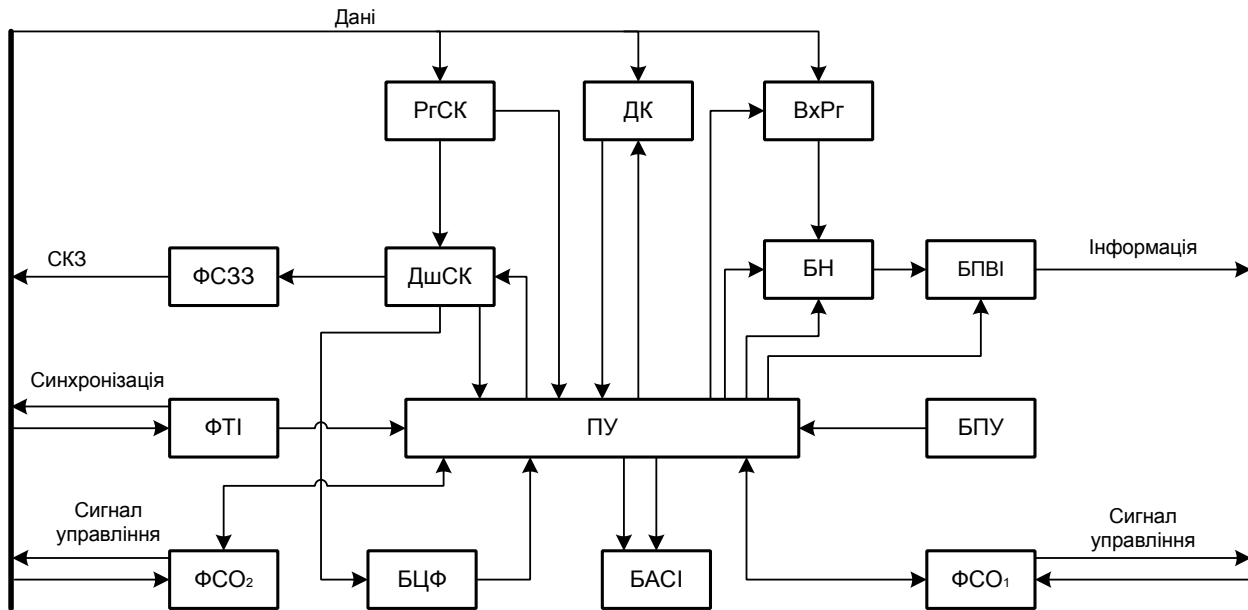 Дані
РгСК
ДК
ВхРг
СКЗ
ФСЗЗ
ДшСК
БН
БПВІ
Інформація
Синхронізація
ФТІ
ПУ
БПУ
Сигнал
управління
ФСО₂
БЦФ
БАСІ
ФСО₁
Сигнал
управління